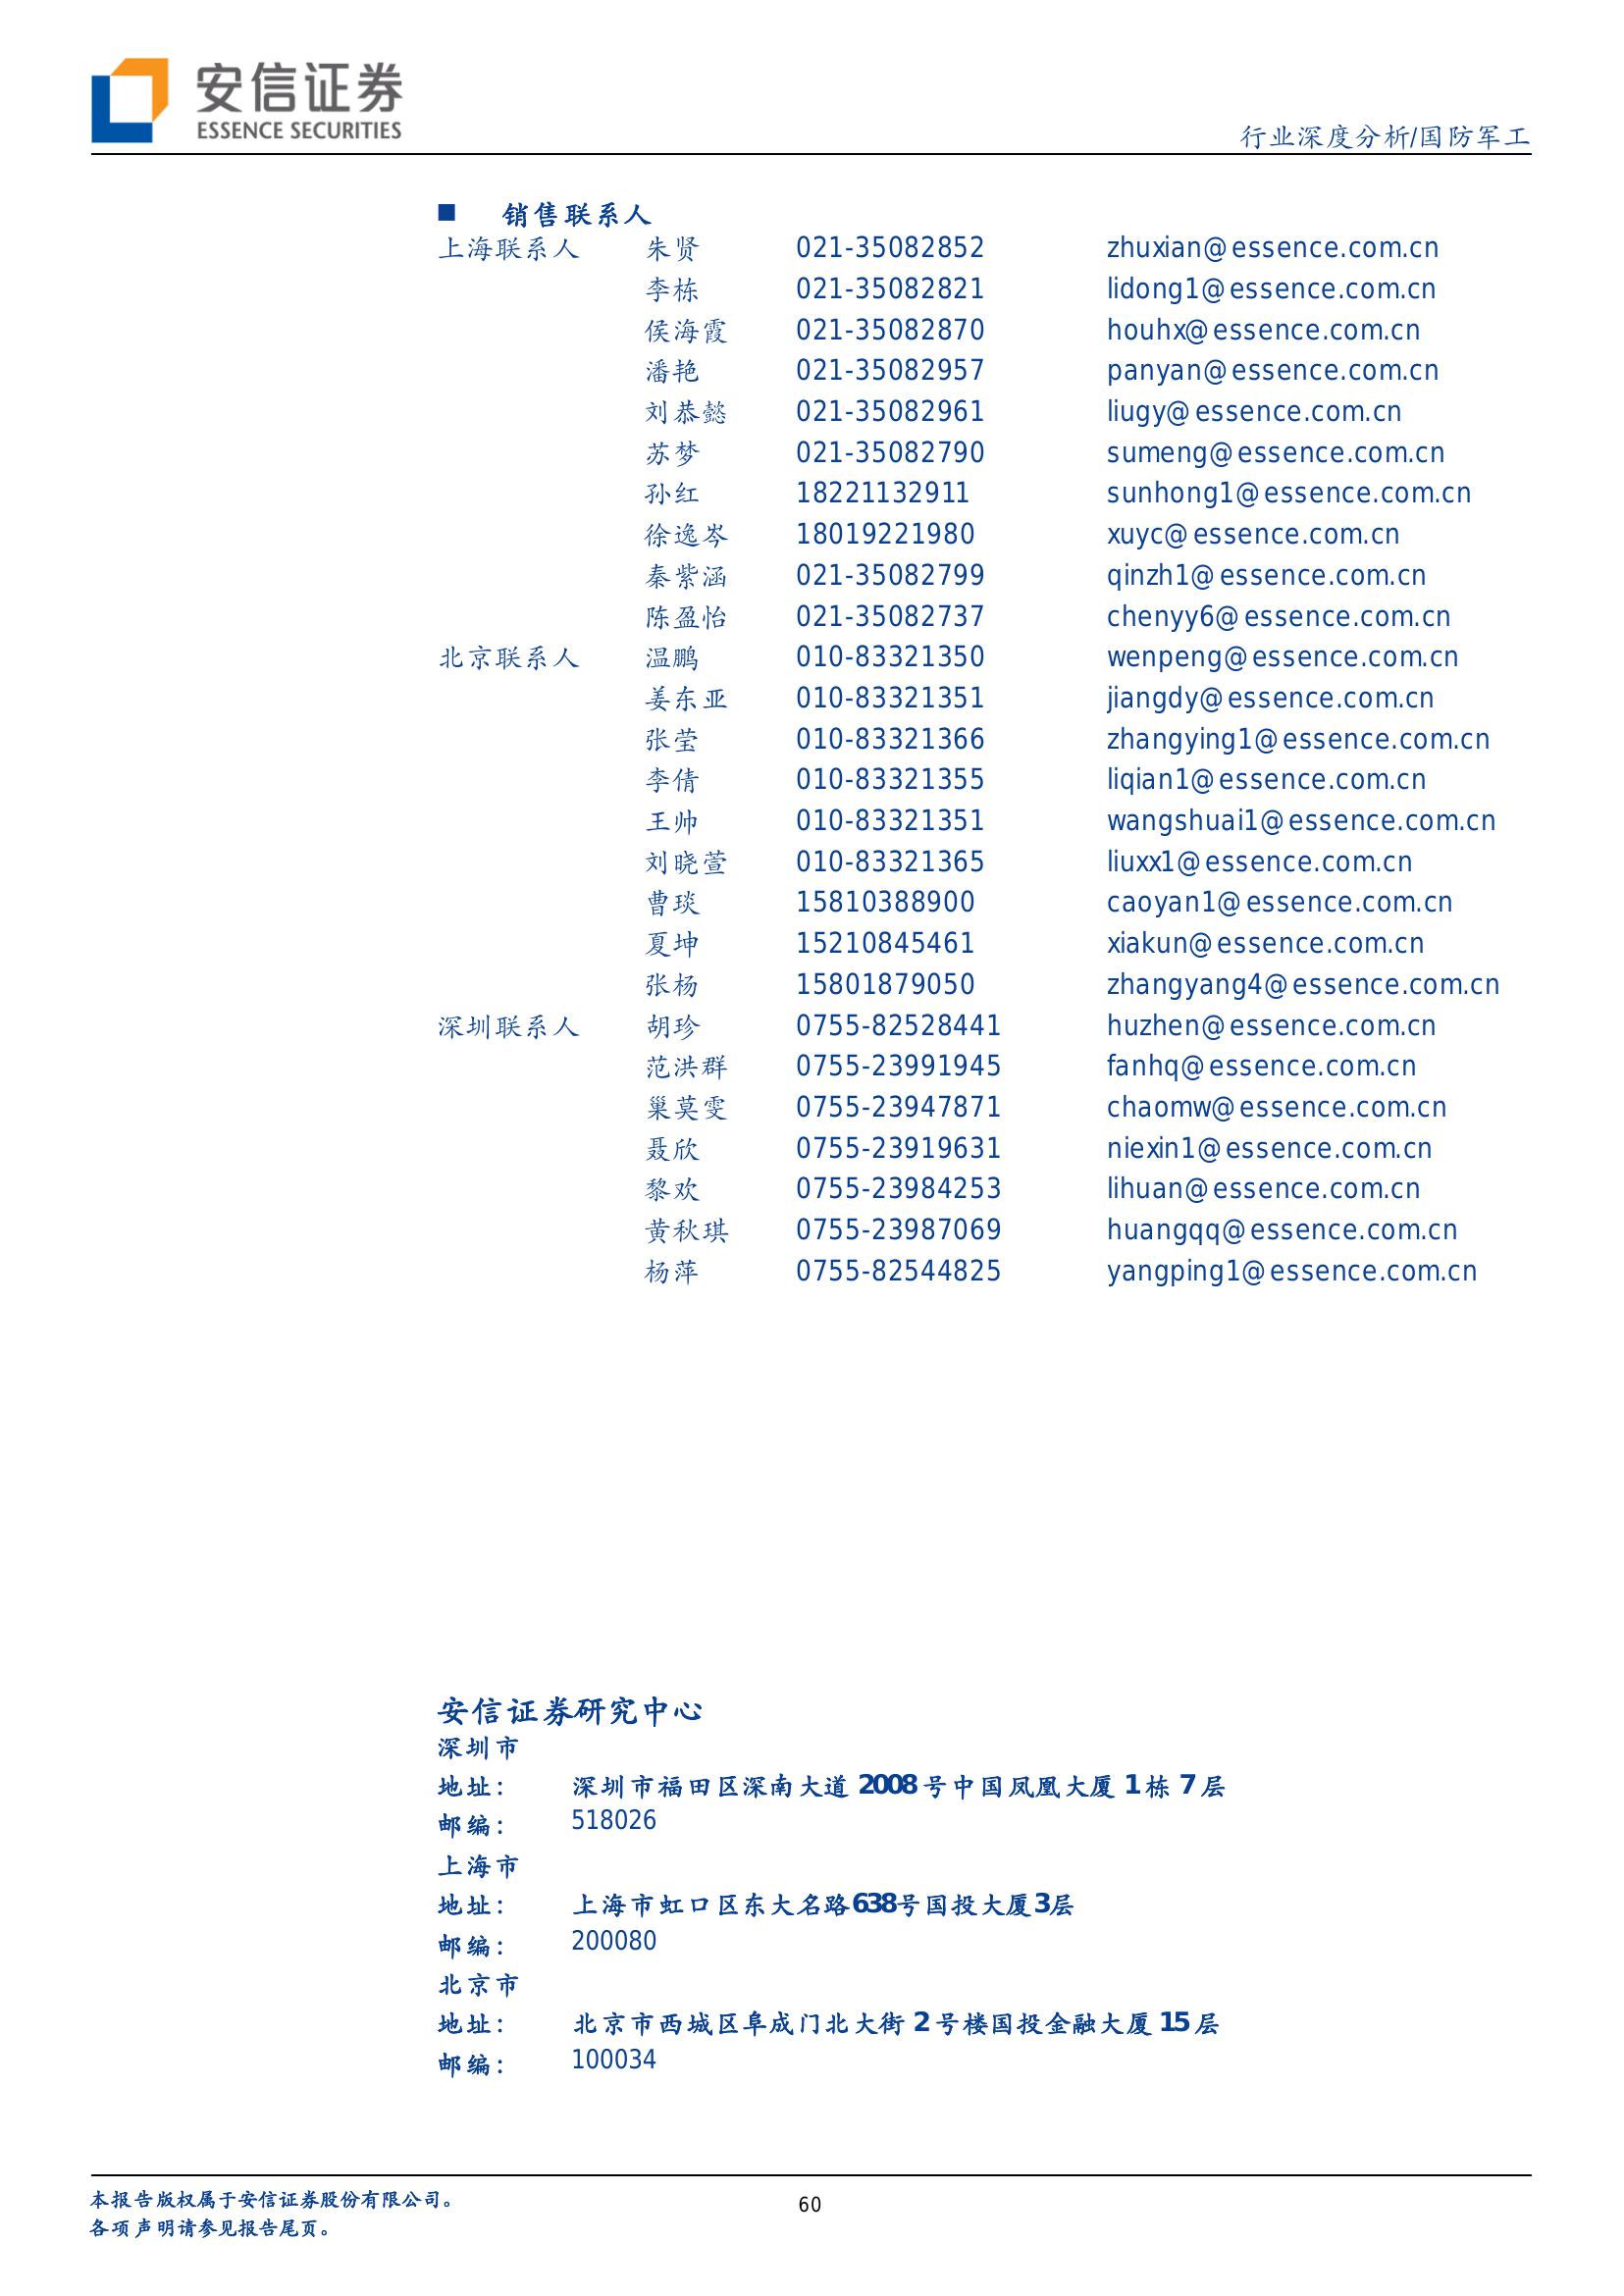 安信证券
ESSENCE SECURITIES
行业深度分析/国防军工
■ 销售联系人
上海联系人 朱贤 021-35082852 zhuxian@essence.com.cn
李栋 021-35082821 lidong1@essence.com.cn
侯海霞 021-35082870 houhx@essence.com.cn
潘艳 021-35082957 panyan@essence.com.cn
刘恭懿 021-35082961 liugy@essence.com.cn
苏梦 021-35082790 sumeng@essence.com.cn
孙红 18221132911 sunhong1@essence.com.cn
徐逸岑 18019221980 xuyc@essence.com.cn
秦紫涵 021-35082799 qinzh1@essence.com.cn
陈盈怡 021-35082737 chenyy6@essence.com.cn
北京联系人 温鹏 010-83321350 wenpeng@essence.com.cn
姜东亚 010-83321351 jiangdy@essence.com.cn
张莹 010-83321366 zhangying1@essence.com.cn
李倩 010-83321355 liqian1@essence.com.cn
王帅 010-83321351 wangshuai1@essence.com.cn
刘晓萱 010-83321365 liuxx1@essence.com.cn
曹琰 15810388900 caoyan1@essence.com.cn
夏坤 15210845461 xiakun@essence.com.cn
张杨 15801879050 zhangyang4@essence.com.cn
深圳联系人 胡珍 0755-82528441 huzhen@essence.com.cn
范洪群 0755-23991945 fanhq@essence.com.cn
巢莫雯 0755-23947871 chaomw@essence.com.cn
聂欣 0755-23919631 niexin1@essence.com.cn
黎欢 0755-23984253 lihuan@essence.com.cn
黄秋琪 0755-23987069 huangqq@essence.com.cn
杨萍 0755-82544825 yangping1@essence.com.cn
安信证券研究中心
深圳市
地址： 深圳市福田区深南大道 2008 号中国凤凰大厦 1 栋 7 层
邮编： 518026
上海市
地址： 上海市虹口区东大名路638号国投大厦3层
邮编： 200080
北京市
地址： 北京市西城区阜成门北大街 2 号楼国投金融大厦 15 层
邮编： 100034
本报告版权属于安信证券股份有限公司。
60
各项声明请参见报告尾页。